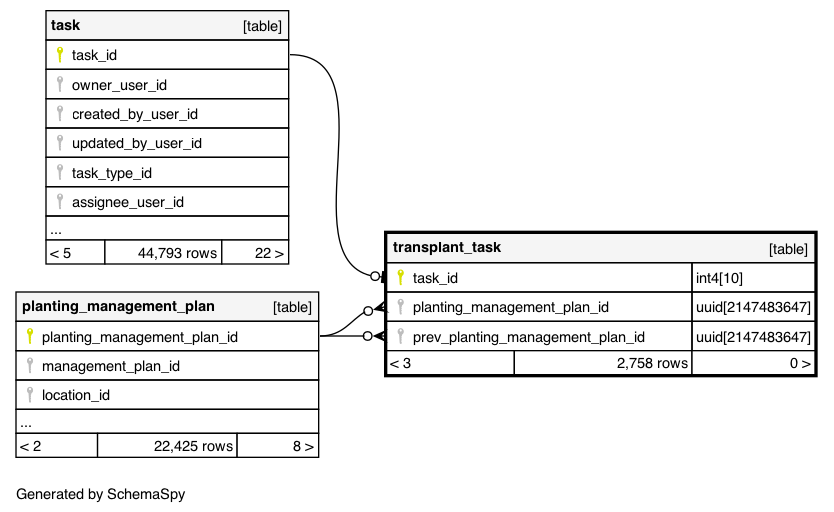 task [table]
task_id
owner_user_id
created_by_user_id
updated_by_user_id
task_type_id
assignee_user_id
...
< 5 44,793 rows 22 >
transplant_task [table]
task_id int4[10]
planting_management_plan_id uuid[2147483647]
prev_planting_management_plan_id uuid[2147483647]
< 3 2,758 rows 0 >
planting_management_plan [table]
planting_management_plan_id
management_plan_id
location_id
...
< 2 22,425 rows 8 >
Generated by SchemaSpy